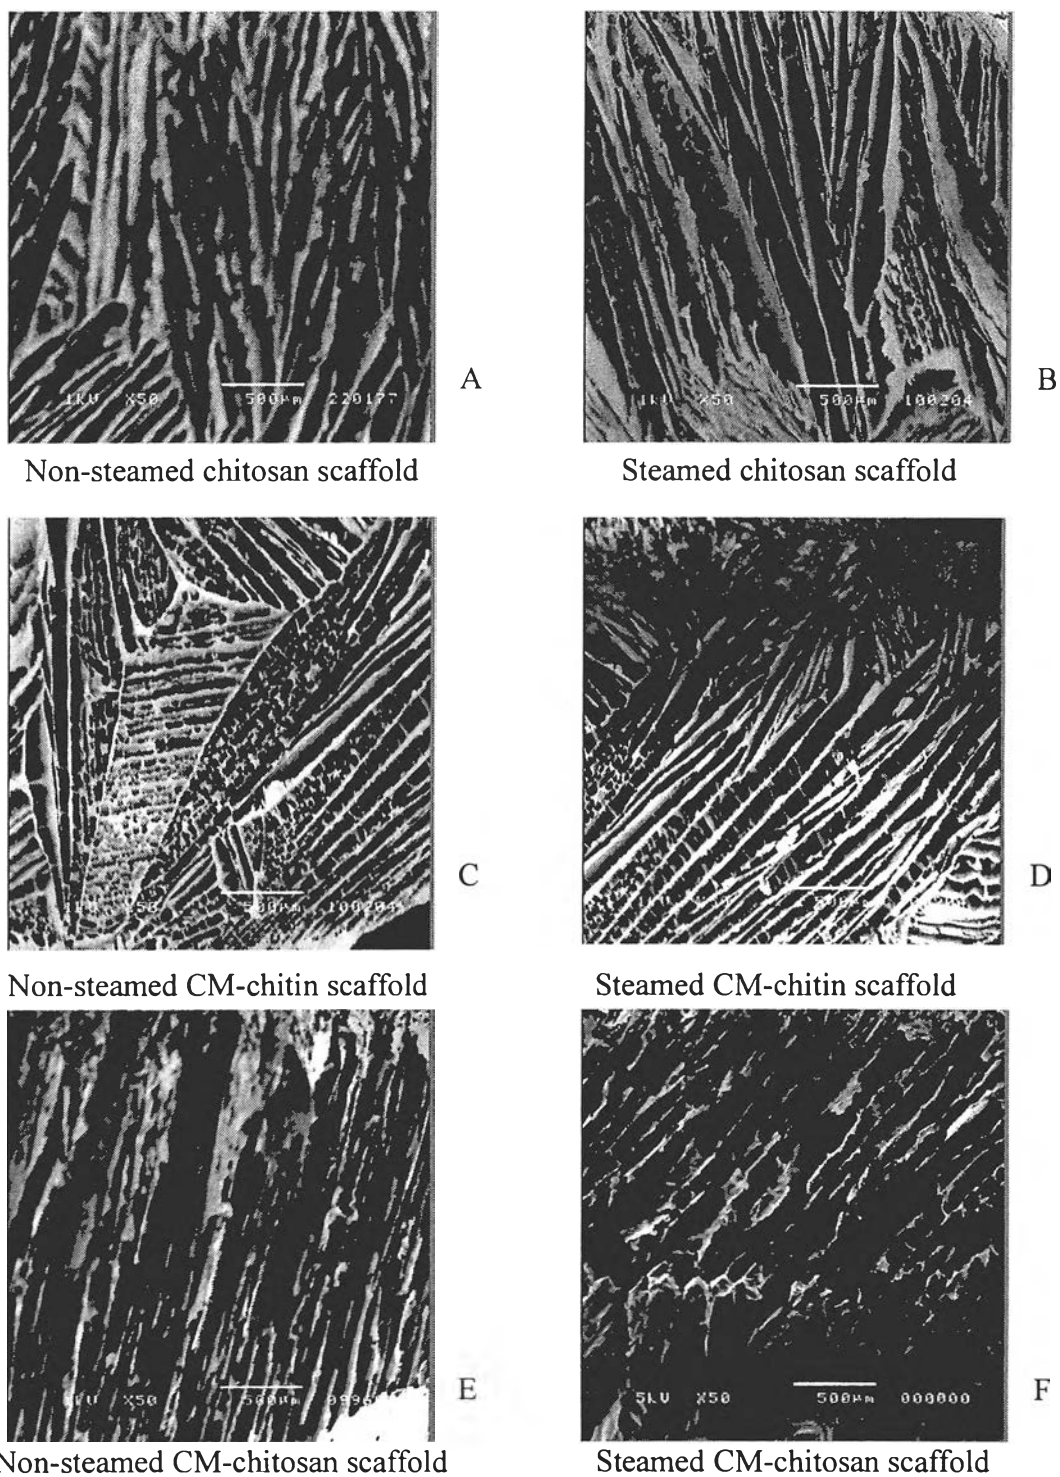 A
B
1kV X50 500µm 220177
1kV X50 500µm 100204
Non-steamed chitosan scaffold
Steamed chitosan scaffold
C
D
500µm 100204
Non-steamed CM-chitin scaffold
Steamed CM-chitin scaffold
E
F
X50 500µm
5kV X50 500µm 000000
Non-steamed CM-chitosan scaffold
Steamed CM-chitosan scaffold